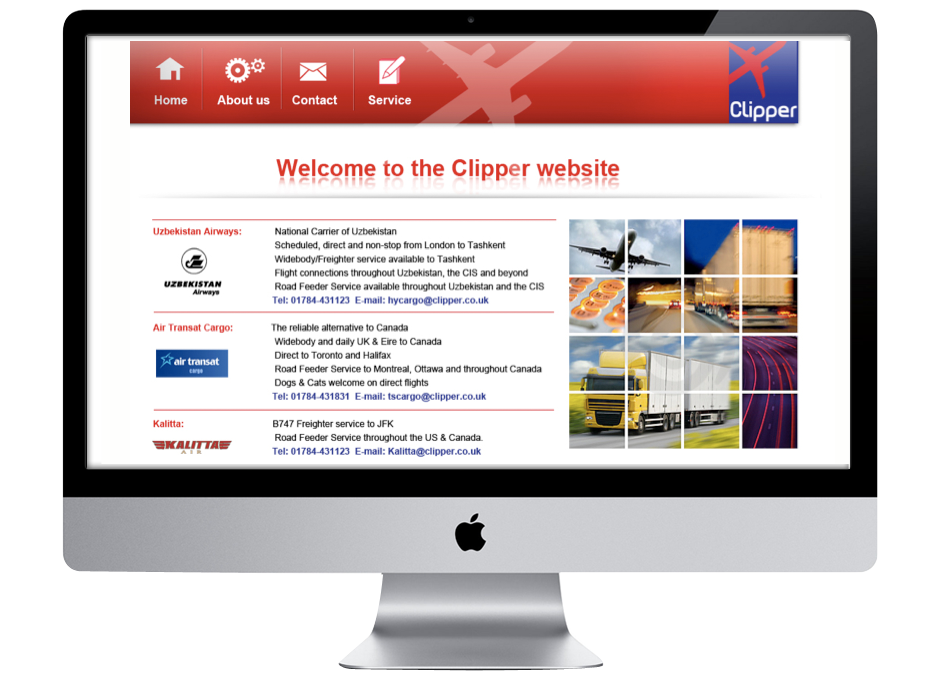 Home
About us
Contact
Service
Clipper
Welcome to the Clipper website
Uzbekistan Airways:
National Carrier of Uzbekistan
Scheduled, direct and non-stop from London to Tashkent
Widebody/Freighter service available to Tashkent
Flight connections throughout Uzbekistan, the CIS and beyond
Road Feeder Service available throughout Uzbekistan and the CIS
Tel: 01784-431123 E-mail: hycargo@clipper.co.uk
UZBEKISTAN
Airways
Air Transat Cargo:
The reliable alternative to Canada
Widebody and daily UK & Eire to Canada
Direct to Toronto and Halifax
Road Feeder Service to Montreal, Ottawa and throughout Canada
Dogs & Cats welcome on direct flights
Tel: 01784-431831 E-mail: tscargo@clipper.co.uk
air transat
cargo
Kalitta:
B747 Freighter service to JFK
Road Feeder Service throughout the US & Canada.
Tel: 01784-431123 E-mail: Kalitta@clipper.co.uk
KALITTA
AIR